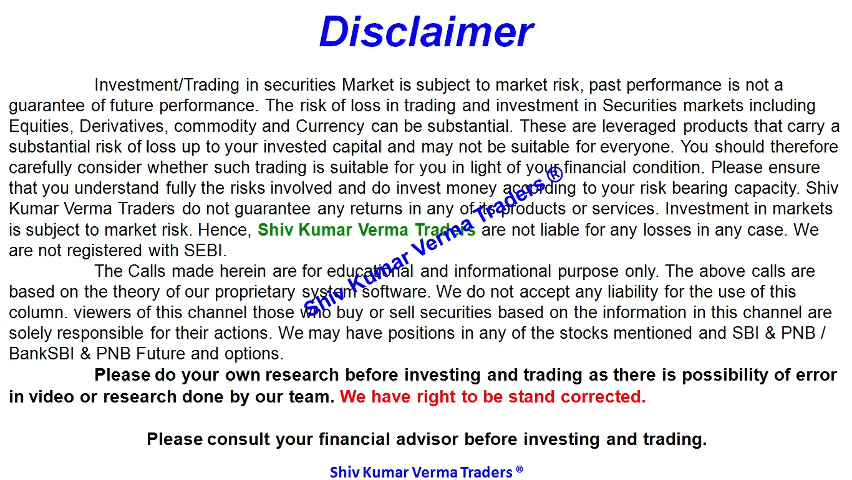 Disclaimer
Investment/Trading in securities Market is subject to market risk, past performance is not a
guarantee of future performance. The risk of loss in trading and investment in Securities markets including
Equities, Derivatives, commodity and Currency can be substantial. These are leveraged products that carry a
substantial risk of loss up to your invested capital and may not be suitable for everyone. You should therefore
carefully consider whether such trading is suitable for you in light of your financial condition. Please ensure
that you understand fully the risks involved and do invest money according to your risk bearing capacity. Shiv
Kumar Verma Traders do not guarantee any returns in any of its products or services. Investment in markets
is subject to market risk. Hence, Shiv Kumar Verma Traders are not liable for any losses in any case. We
are not registered with SEBI.
The Calls made herein are for educational and informational purpose only. The above calls are
based on the theory of our proprietary system software. We do not accept any liability for the use of this
column. viewers of this channel those who buy or sell securities based on the information in this channel are
solely responsible for their actions. We may have positions in any of the stocks mentioned and SBI & PNB /
BankSBI & PNB Future and options.
Please do your own research before investing and trading as there is possibility of error
in video or research done by our team. We have right to be stand corrected.
Please consult your financial advisor before investing and trading.
Shiv Kumar Verma Traders ®
Shiv Kumar Verma Traders ®